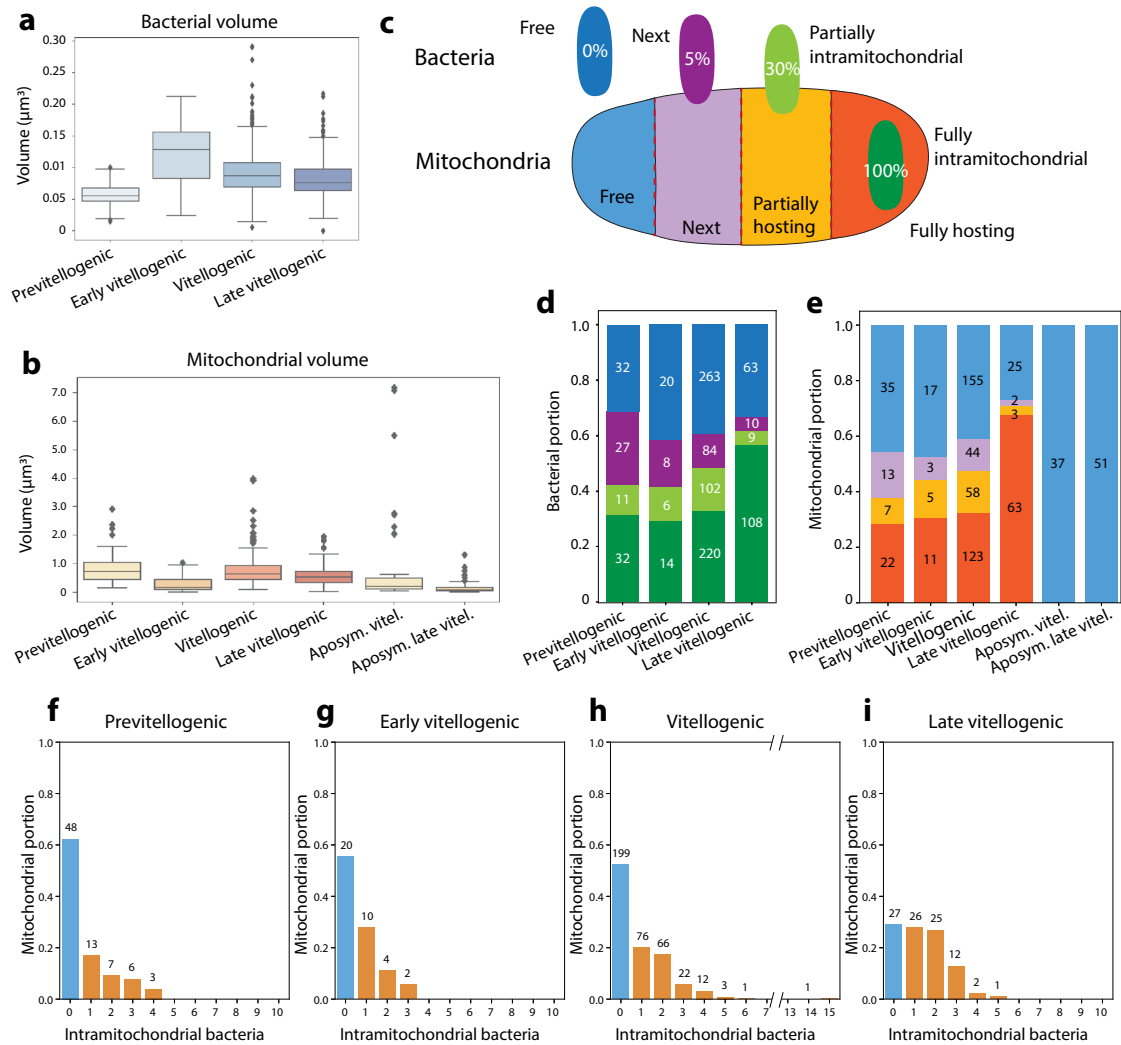 a
Bacterial volume
Volume (µm³)
0.30
0.20
0.15
0.01
0.05
0
Previtellogenic
Early vitellogenic
Vitellogenic
Late vitellogenic
b
Mitochondrial volume
Volume (µm³)
7.0
6.0
5.0
4.0
3.0
2.0
1.0
0
Previtellogenic
Early vitellogenic
Vitellogenic
Late vitellogenic
Aposym. vitel.
Aposym. late vitel.
c
Bacteria
Free
0%
Next
5%
Partially
intramitochondrial
30%
Mitochondria
Fully
intramitochondrial
100%
Free
Next
Partially
hosting
Fully hosting
d
Bacterial portion
1.0
0.8
0.6
0.4
0.2
0
32
27
11
32
20
8
6
14
263
84
102
220
63
10
9
108
Previtellogenic
Early vitellogenic
Vitellogenic
Late vitellogenic
e
Mitochondrial portion
1.0
0.8
0.6
0.4
0.2
0
35
13
7
22
17
3
5
11
155
44
58
123
25
2
3
63
37
51
Previtellogenic
Early vitellogenic
Vitellogenic
Late vitellogenic
Aposym. vitel.
Aposym. late vitel.
f
Previtellogenic
Mitochondrial portion
1.0
0.8
0.6
0.4
0.2
0.0
48
13
7
6
3
0 1 2 3 4 5 6 7 8 9 10
Intramitochondrial bacteria
g
Early vitellogenic
Mitochondrial portion
1.0
0.8
0.6
0.4
0.2
0.0
20
10
4
2
0 1 2 3 4 5 6 7 8 9 10
Intramitochondrial bacteria
h
Vitellogenic
Mitochondrial portion
1.0
0.8
0.6
0.4
0.2
0.0
199
76
66
22
12
3
1
1
0 1 2 3 4 5 6 7 13 14 15
Intramitochondrial bacteria
i
Late vitellogenic
Mitochondrial portion
1.0
0.8
0.6
0.4
0.2
0.0
27
26
25
12
2
1
0 1 2 3 4 5 6 7 8 9 10
Intramitochondrial bacteria